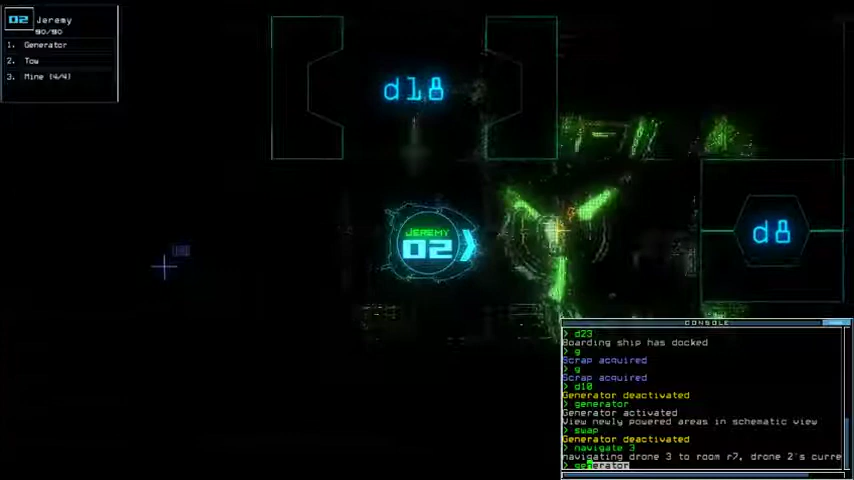 02 Jeremy
90/90
1. Generator
2. Tow
3. Mine (4/4)
d18
JEREMY
02
d8
CONSOLE
> d23
Boarding ship has docked
> g
Scrap acquired
> g
Scrap acquired
> d10
Generator deactivated
> generator
Generator activated
View newly powered areas in schematic view
> swap
Generator deactivated
> navigate 3
navigating drone 3 to room r7, drone 2's curre
> generator